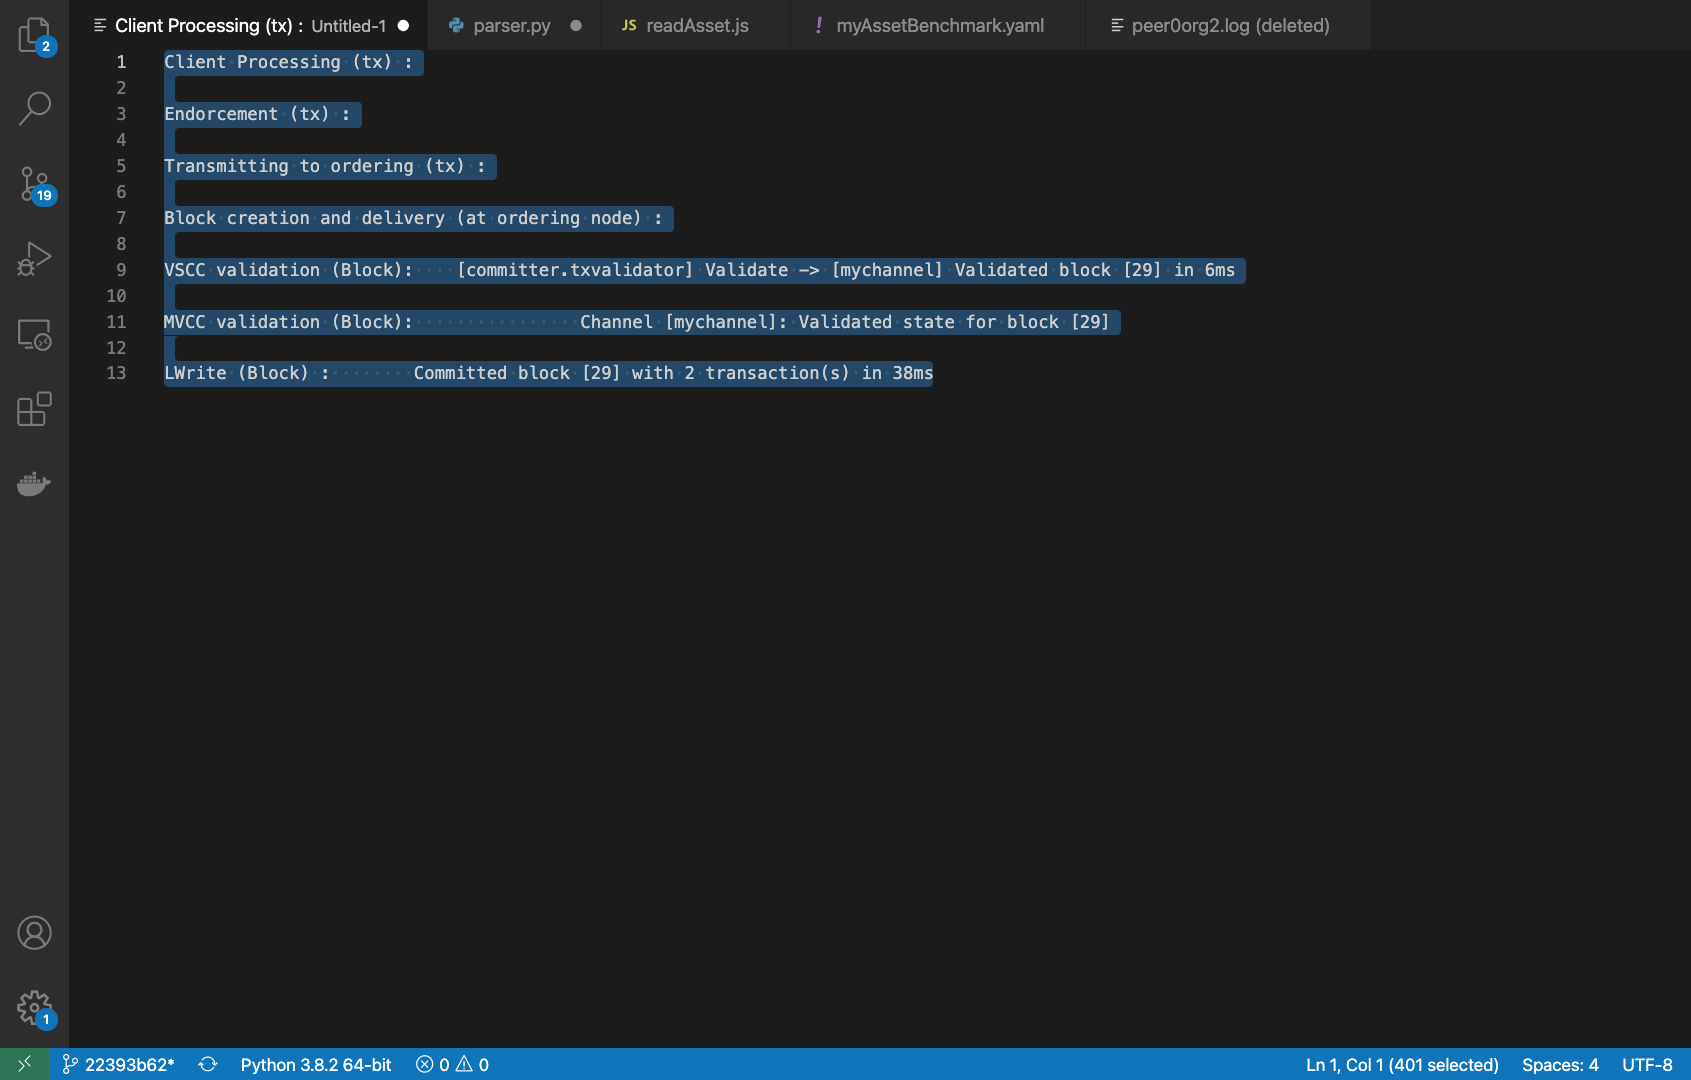 Client Processing (tx) : Untitled-1
parser.py
JS readAsset.js
! myAssetBenchmark.yaml
peer0org2.log (deleted)
2
19
1
1 Client Processing (tx) :
2
3 Endorcement (tx) :
4
5 Transmitting to ordering (tx) :
6
7 Block creation and delivery (at ordering node) :
8
9 VSCC validation (Block): [committer.txvalidator] Validate -> [mychannel] Validated block [29] in 6ms
10
11 MVCC validation (Block): Channel [mychannel]: Validated state for block [29]
12
13 LWrite (Block) : Committed block [29] with 2 transaction(s) in 38ms
22393b62* Python 3.8.2 64-bit 0 0 Ln 1, Col 1 (401 selected) Spaces: 4 UTF-8